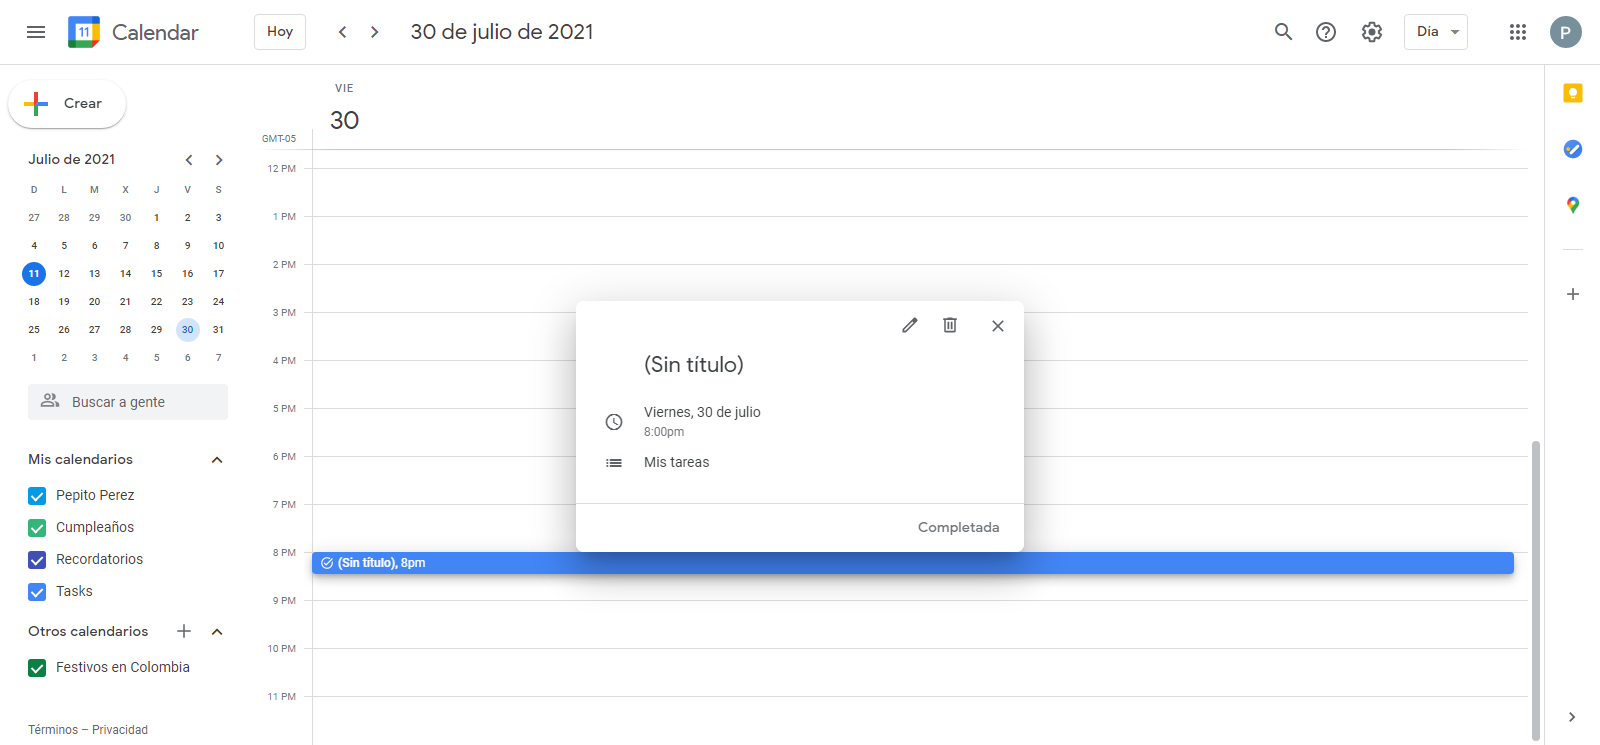 11 Calendar Hoy 30 de julio de 2021 Día P
Crear
VIE
30
GMT-05
Julio de 2021
D L M X J V S
27 28 29 30 1 2 3
4 5 6 7 8 9 10
11 12 13 14 15 16 17
18 19 20 21 22 23 24
25 26 27 28 29 30 31
1 2 3 4 5 6 7
Buscar a gente
Mis calendarios
Pepito Perez
Cumpleaños
Recordatorios
Tasks
Otros calendarios
Festivos en Colombia
Términos – Privacidad
12 PM
1 PM
2 PM
3 PM
4 PM
5 PM
6 PM
7 PM
8 PM
9 PM
10 PM
11 PM
(Sin título)
Viernes, 30 de julio
8:00pm
Mis tareas
Completada
(Sin título), 8pm